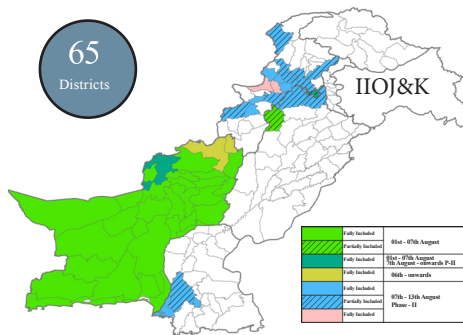 65
Districts
IIOJ&K
Fully Included
01st - 07th August
Partially Included
Fully Included
01st - 07th August
7th August - onwards P-II
Fully Included
06th - onwards
Fully Included
07th - 13th August
Phase - II
Partially Included
Fully Included